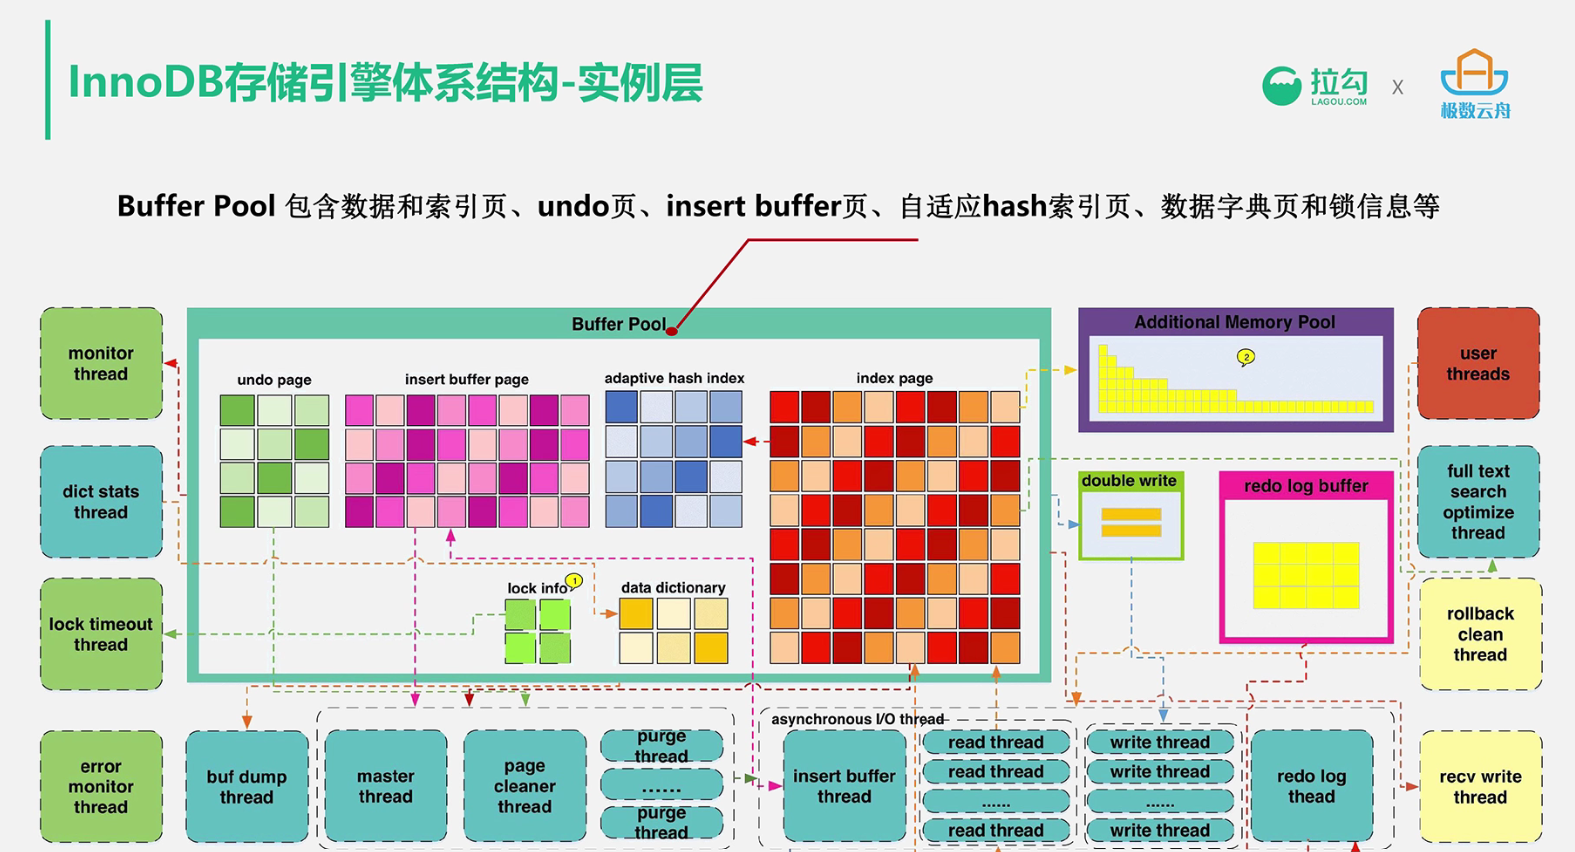 InnoDB存储引擎体系结构-实例层
拉勾
LAGOU.COM
X
极数云舟
Buffer Pool 包含数据和索引页、undo页、insert buffer页、自适应hash索引页、数据字典页和锁信息等
Buffer Pool
Additional Memory Pool
monitor
thread
user
threads
2
undo page
insert buffer page
adaptive hash index
index page
dict stats
thread
double write
redo log buffer
full text
search
optimize
thread
lock info
1
data dictionary
lock timeout
thread
rollback
clean
thread
asynchronous I/O thread
error
monitor
thread
buf dump
thread
master
thread
page
cleaner
thread
purge
thread
......
purge
thread
insert buffer
thread
read thread
read thread
......
read thread
write thread
write thread
......
write thread
redo log
thead
recv write
thread